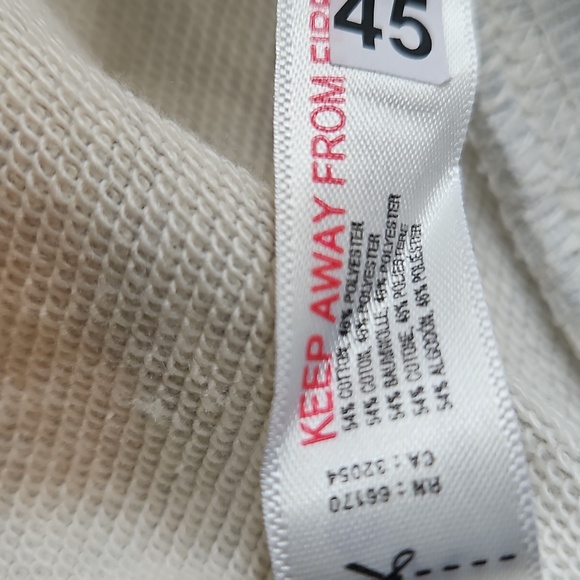 45
KEEP AWAY FROM FIRE
54% COTTON, 46% POLYESTER
54% COTON, 46% POLYESTER
54% BAUMWOLLE, 46% POLYESTER
54% COTONE, 46% POLIESTERE
54% ALGODÓN, 46% POLIÉSTER
RN: 66170
CA: 32054